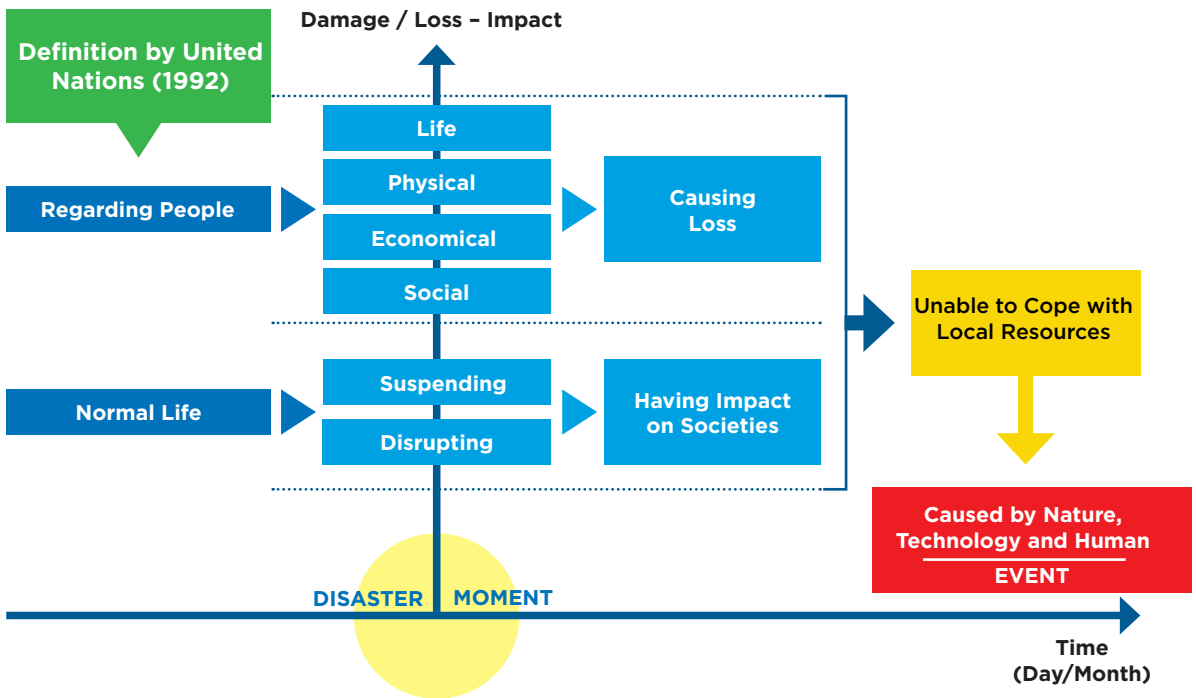 Damage / Loss – Impact
Definition by United
Nations (1992)
Regarding People
Life
Physical
Economical
Social
Causing
Loss
Normal Life
Suspending
Disrupting
Having Impact
on Societies
Unable to Cope with
Local Resources
Caused by Nature,
Technology and Human
EVENT
DISASTER MOMENT
Time
(Day/Month)